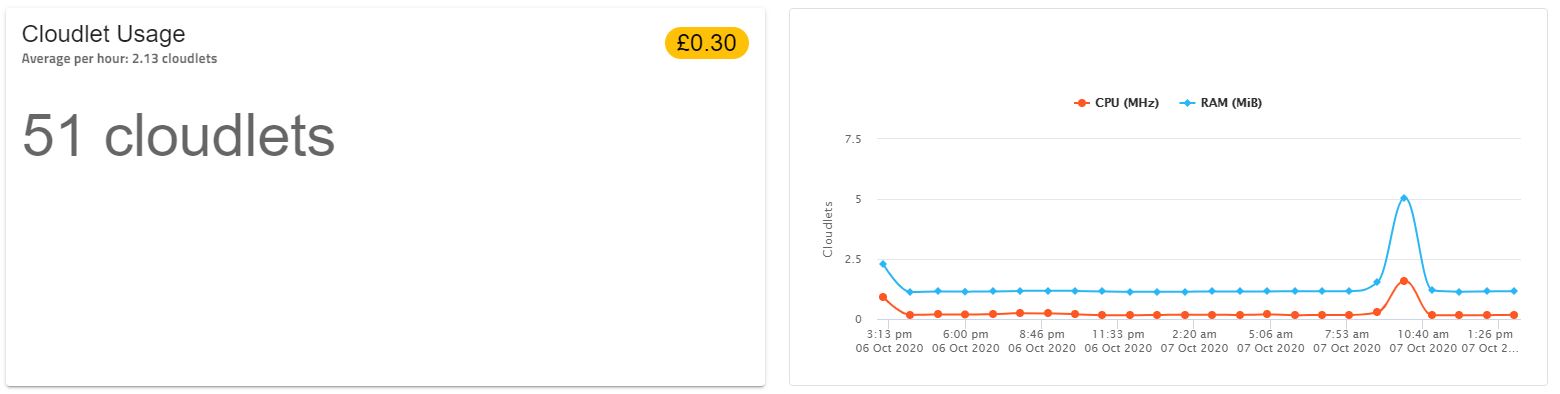 Cloudlet Usage
£0.30
Average per hour: 2.13 cloudlets
51 cloudlets
CPU (MHz) RAM (MiB)
7.5
5
2.5
0
Cloudlets
3:13 pm 6:00 pm 8:46 pm 11:33 pm 2:20 am 5:06 am 7:53 am 10:40 am 1:26 pm
06 Oct 2020 06 Oct 2020 06 Oct 2020 06 Oct 2020 07 Oct 2020 07 Oct 2020 07 Oct 2020 07 Oct 2020 07 Oct 2...